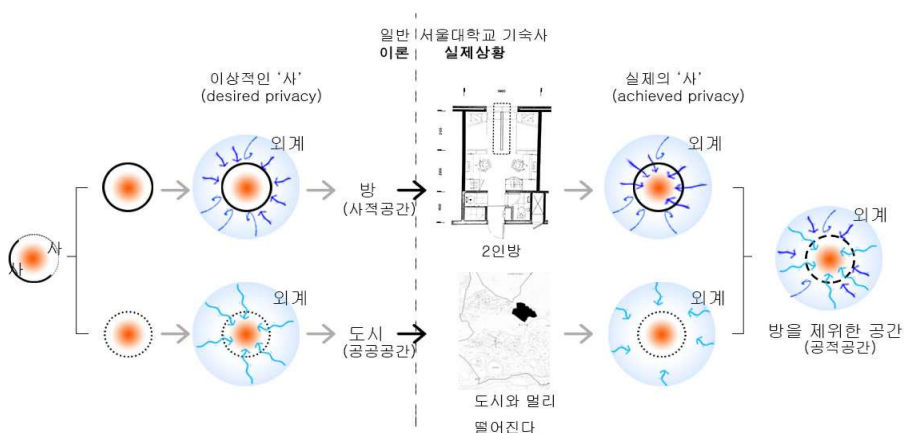 일반 서울대학교 기숙사
이론 실제상황
이상적인 '사'
(desired privacy)
실제의 '사'
(achieved privacy)
외계
외계
방
(사적공간)
2인방
사
사
외계
외계
외계
도시
(공공공간)
방을 제위한 공간
(공적공간)
도시와 멀리
떨어진다